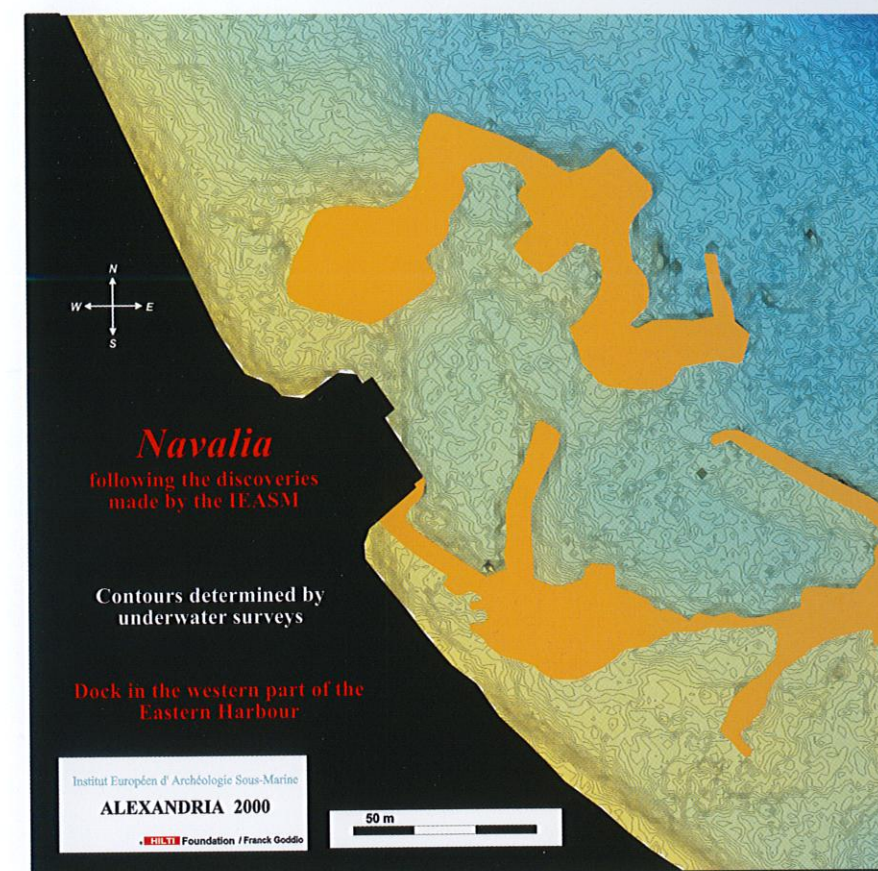 N
W E
S
Navalia
following the discoveries
made by the IEASM
Contours determined by
underwater surveys
Dock in the western part of the
Eastern Harbour
Institut Européen d' Archéologie Sous-Marine
ALEXANDRIA 2000
HILTI Foundation / Franck Goddio
50 m